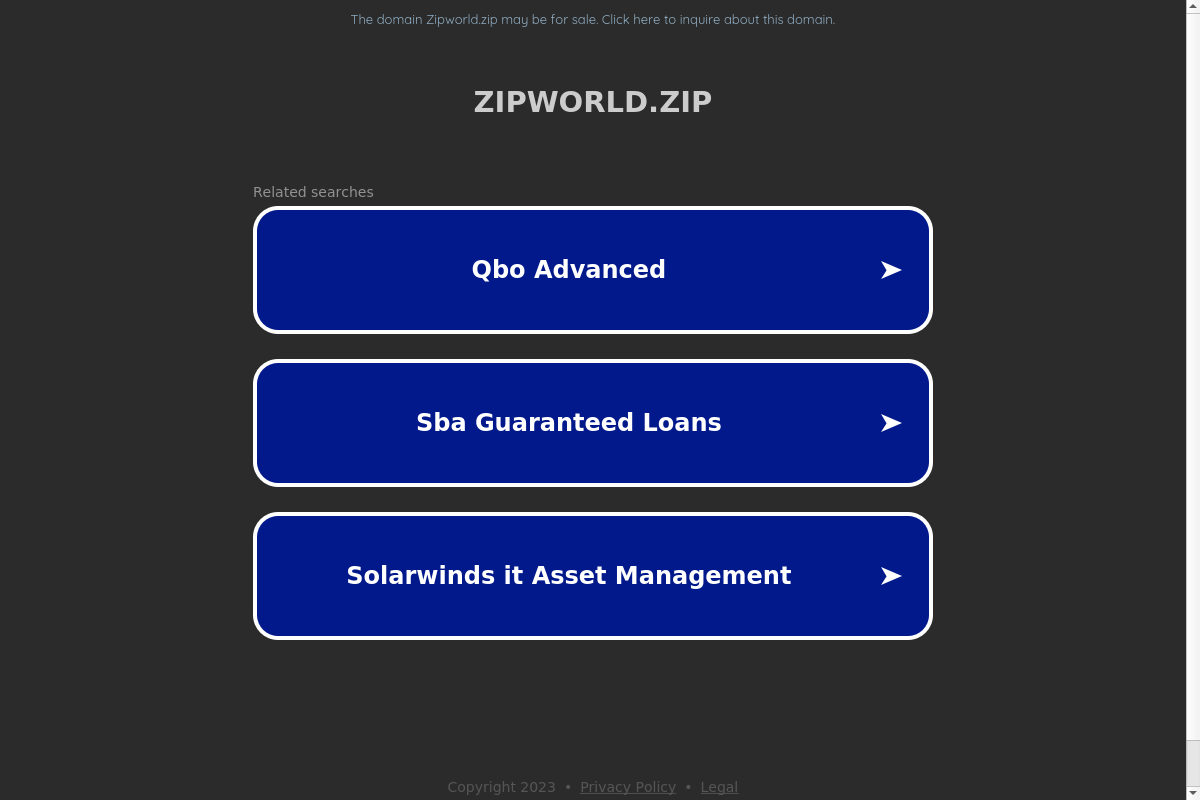 The domain Zipworld.zip may be for sale. Click here to inquire about this domain.
ZIPWORLD.ZIP
Related searches
Qbo Advanced
Sba Guaranteed Loans
Solarwinds it Asset Management
Copyright 2023 • Privacy Policy • Legal